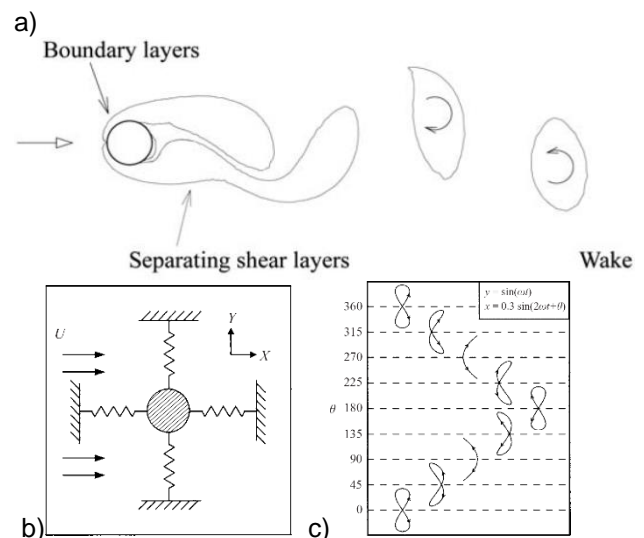 a)
Boundary layers
Separating shear layers
Wake
U
Y
X
b)
y = sin(ωt)
x = 0.3 sin(2ωt+θ)
360
315
270
225
θ 180
135
90
45
0
c)